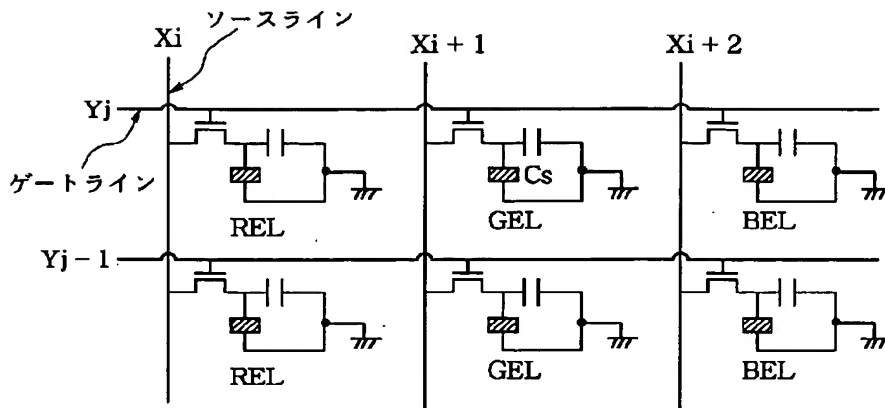 ソースライン
Xi
Xi + 1
Xi + 2
Yj
ゲートライン
Cs
REL
GEL
BEL
Yj - 1
REL
GEL
BEL